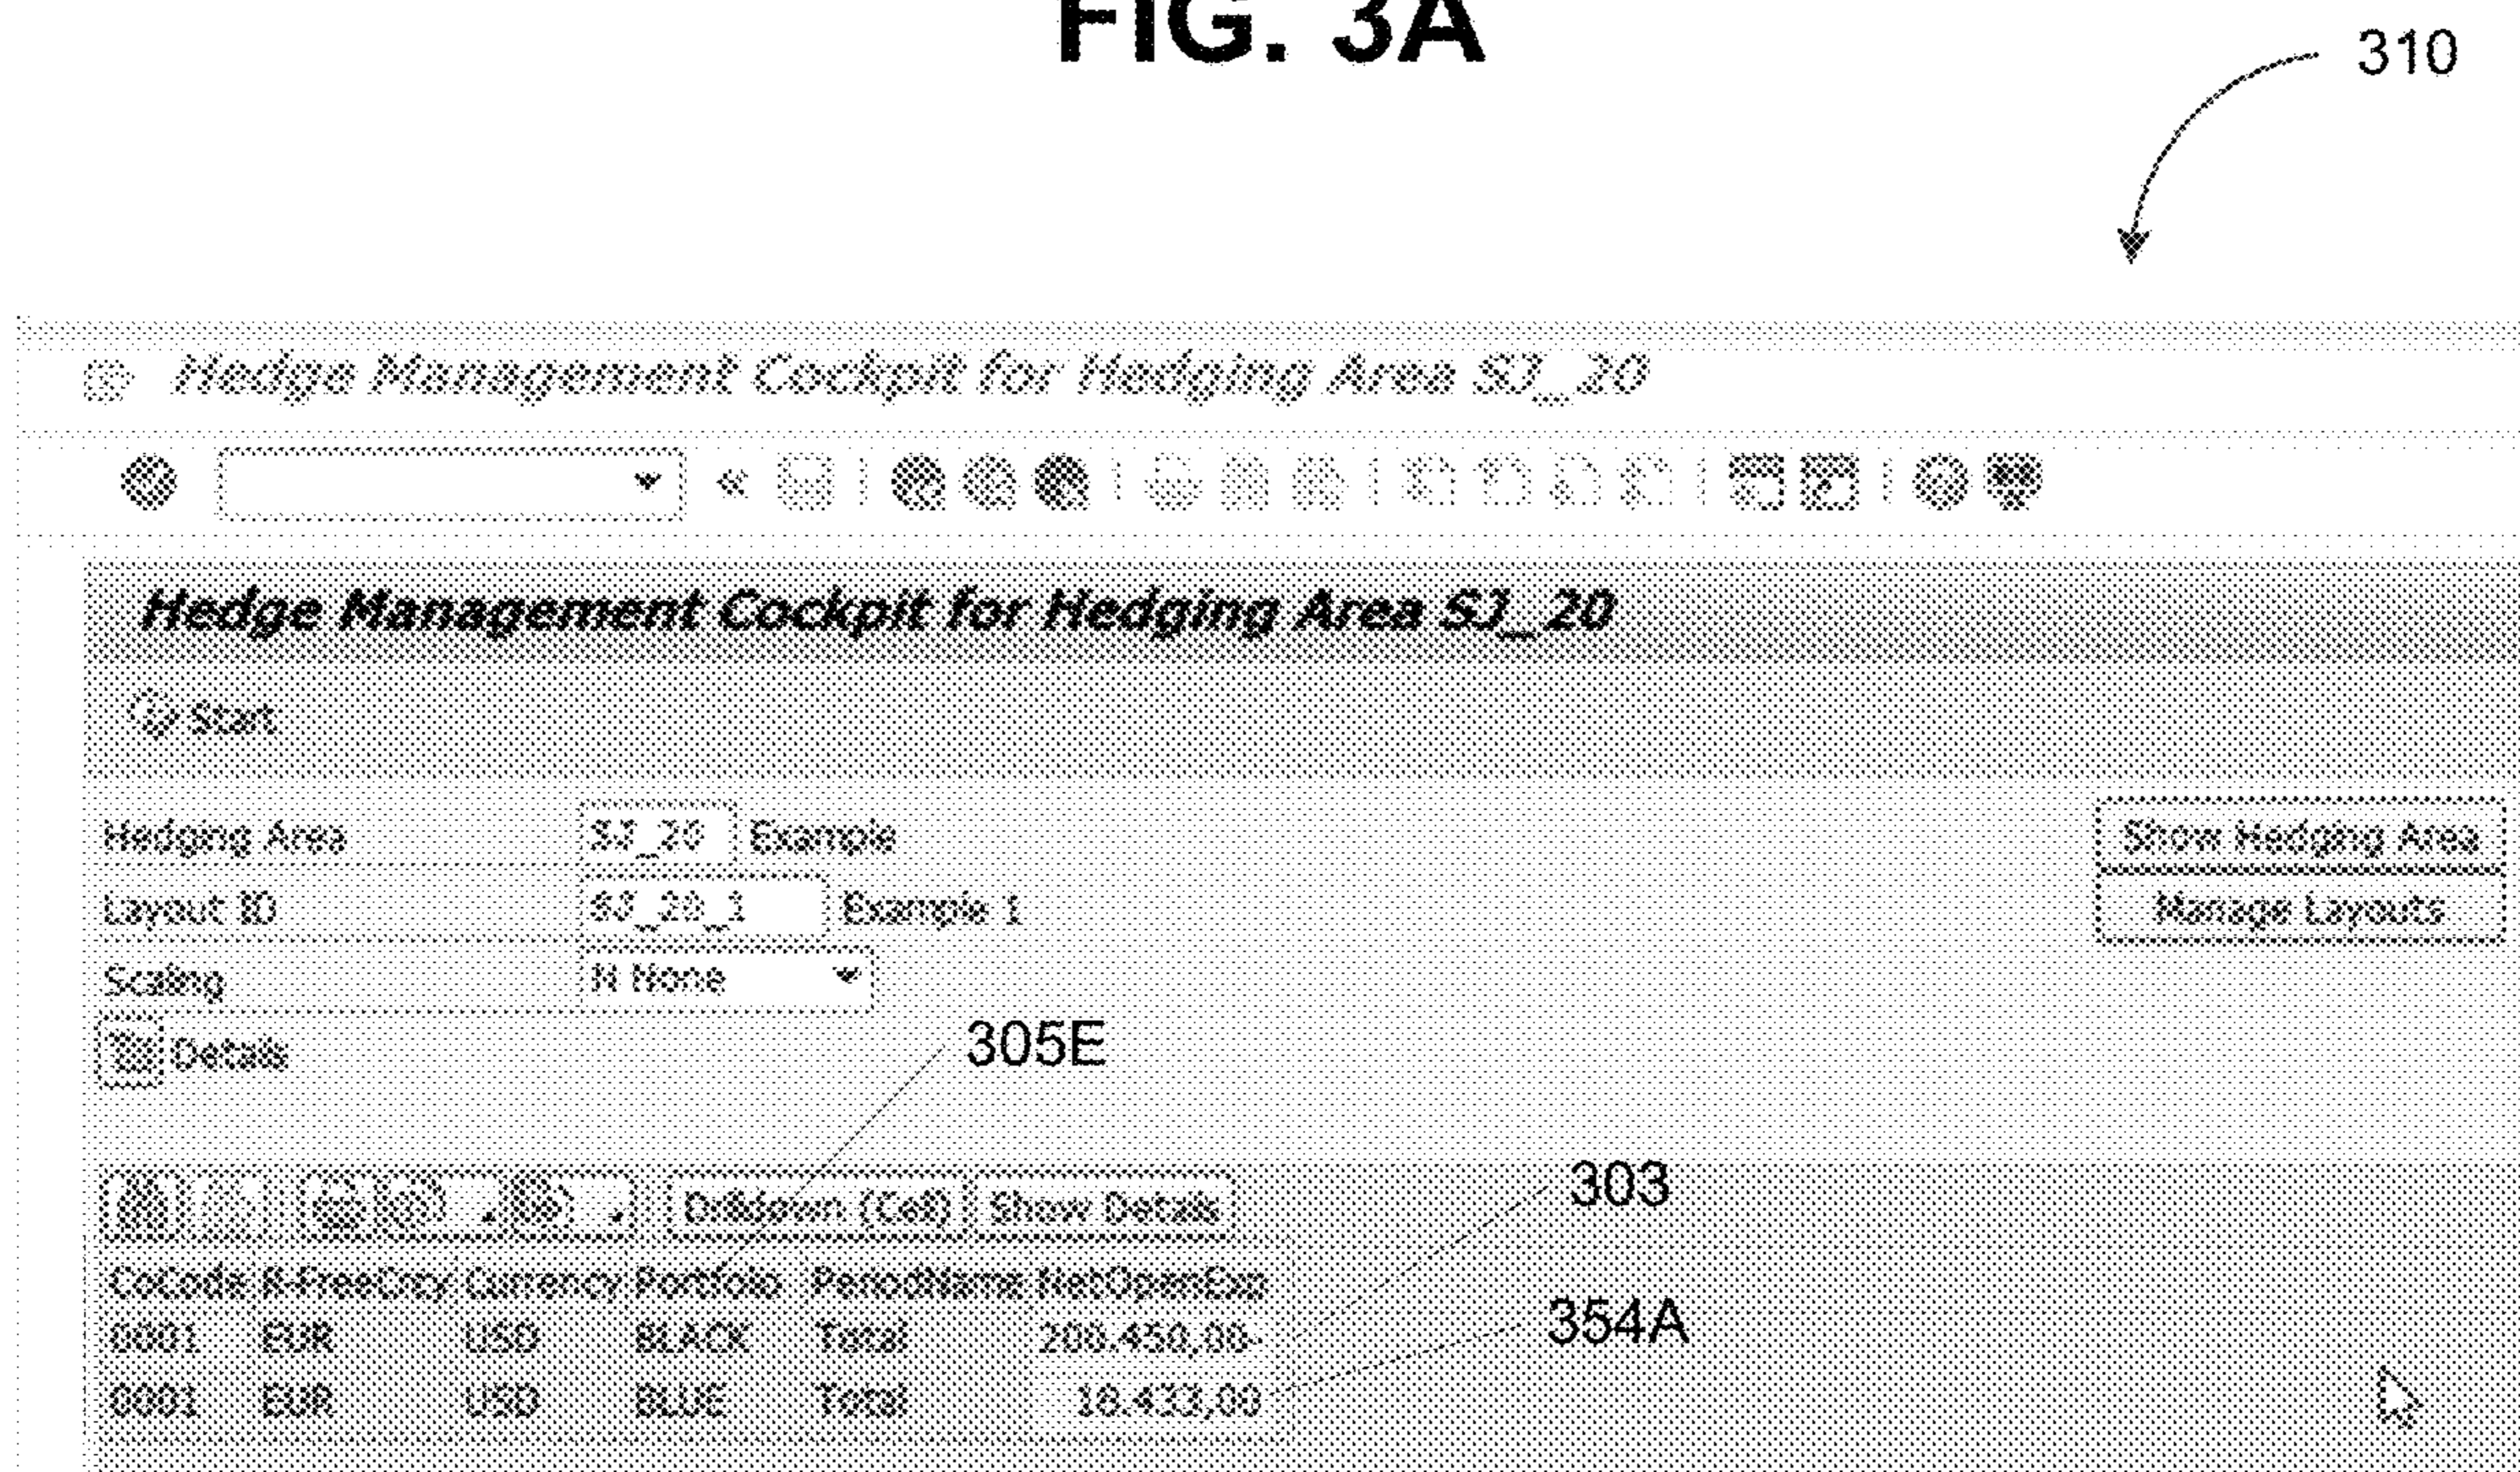 FIG. 3A
310
Hedge Management Cockpit for Hedging Area SJ_20
Hedge Management Cockpit for Hedging Area SJ_20
Start
Hedging Area SJ_20 Example
Show Hedging Area
Layout ID SJ_20_1 Example 1
Manage Layouts
Scaling N None
Details
305E
303
Drilldown (Cell) Show Details
CoCode R-FreeCrcy Currency Portfolio PeriodName NetOpenExp
354A
0001 EUR USD BLACK Total 200.450,00-
0001 EUR USD BLUE Total 18.433,00